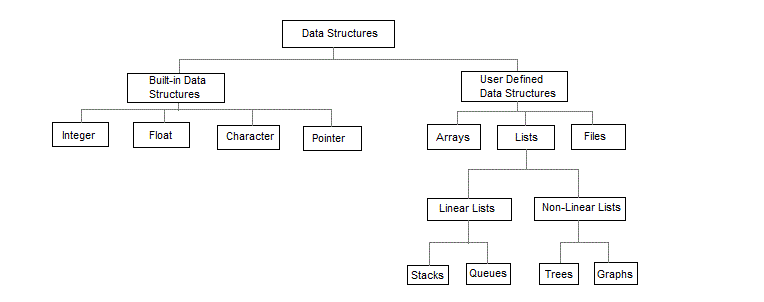 Data Structures
Built-in Data
Structures
User Defined
Data Structures
Integer
Float
Character
Pointer
Arrays
Lists
Files
Linear Lists
Non-Linear Lists
Stacks
Queues
Trees
Graphs